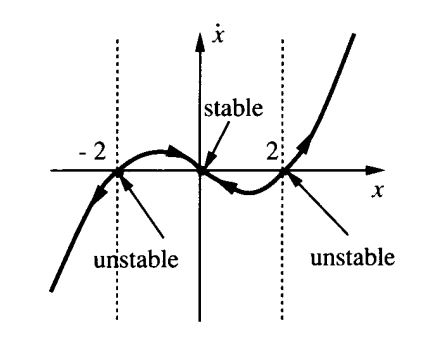 ẋ
stable
- 2
2
x
unstable
unstable